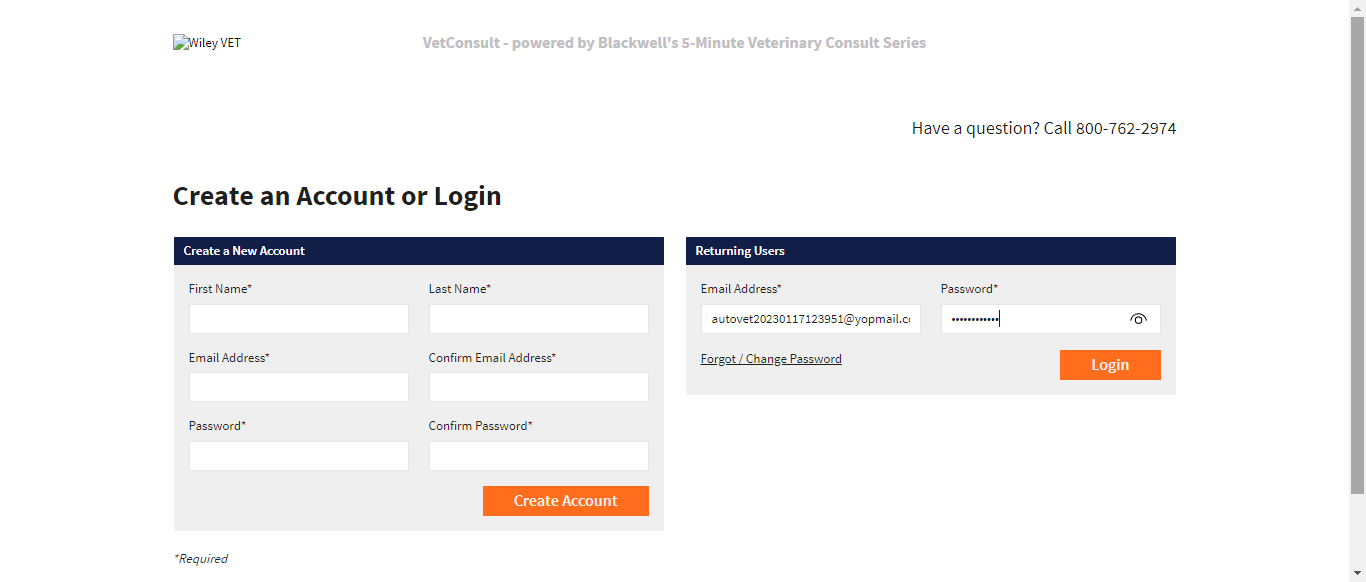 Wiley VET
VetConsult - powered by Blackwell's 5-Minute Veterinary Consult Series
Have a question? Call 800-762-2974
Create an Account or Login
Create a New Account
First Name*
Last Name*
Email Address*
Confirm Email Address*
Password*
Confirm Password*
Create Account
*Required
Returning Users
Email Address*
Password*
autovet20230117123951@yopmail.co
••••••••••••
Forgot / Change Password
Login